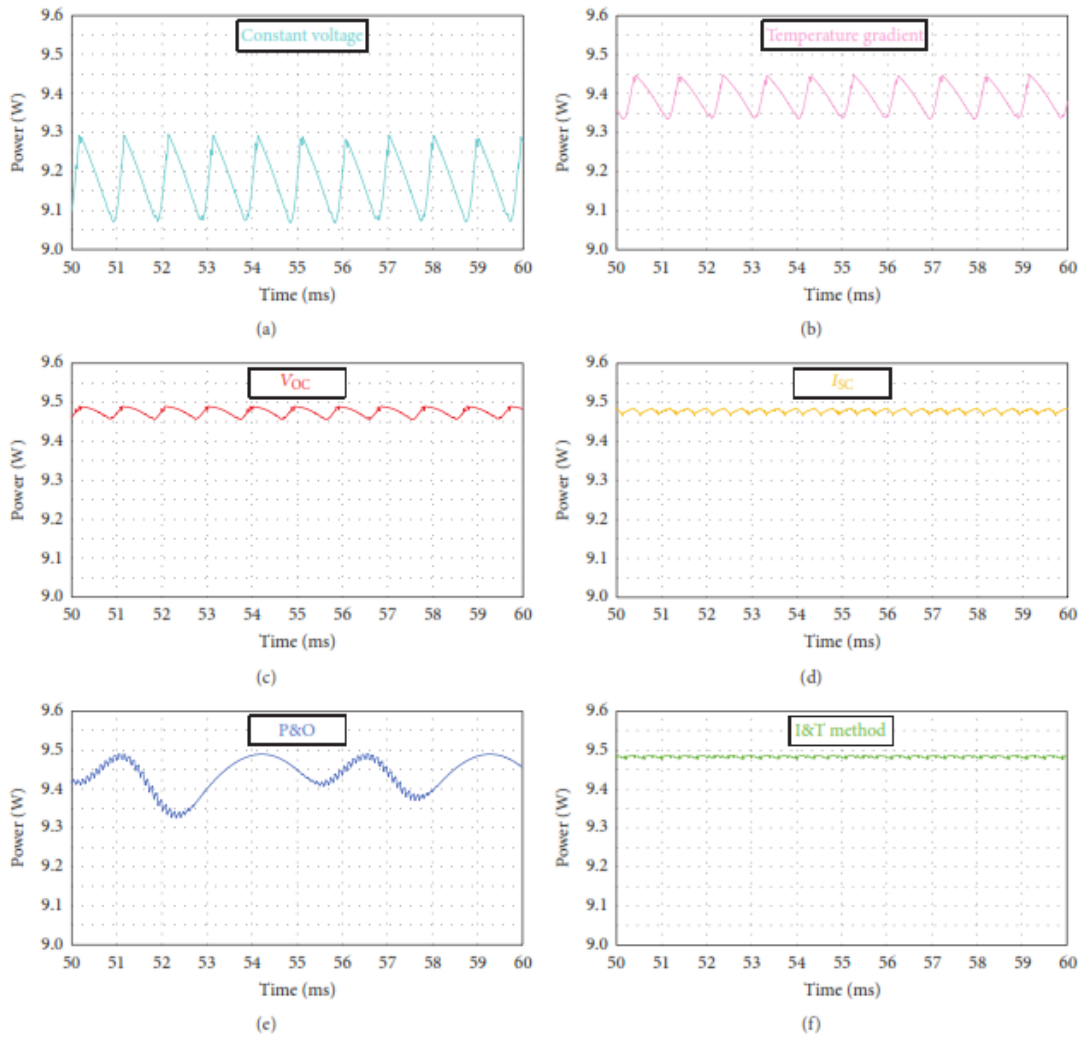 9.6
Constant voltage
9.5
9.4
9.3
9.2
9.1
9.0
Power (W)
50 51 52 53 54 55 56 57 58 59 60
Time (ms)
(a)
9.6
Temperature gradient
9.5
9.4
9.3
9.2
9.1
9.0
Power (W)
50 51 52 53 54 55 56 57 58 59 60
Time (ms)
(b)
9.6
VOC
9.5
9.4
9.3
9.2
9.1
9.0
Power (W)
50 51 52 53 54 55 56 57 58 59 60
Time (ms)
(c)
9.6
ISC
9.5
9.4
9.3
9.2
9.1
9.0
Power (W)
50 51 52 53 54 55 56 57 58 59 60
Time (ms)
(d)
9.6
P&O
9.5
9.4
9.3
9.2
9.1
9.0
Power (W)
50 51 52 53 54 55 56 57 58 59 60
Time (ms)
(e)
9.6
I&T method
9.5
9.4
9.3
9.2
9.1
9.0
Power (W)
50 51 52 53 54 55 56 57 58 59 60
Time (ms)
(f)